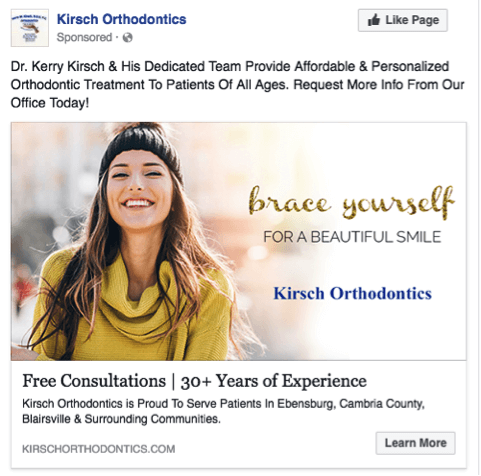 Kirsch Orthodontics
Sponsored ·
Like Page
Dr. Kerry Kirsch & His Dedicated Team Provide Affordable & Personalized
Orthodontic Treatment To Patients Of All Ages. Request More Info From Our
Office Today!
brace yourself
FOR A BEAUTIFUL SMILE
Kirsch Orthodontics
Free Consultations | 30+ Years of Experience
Kirsch Orthodontics is Proud To Serve Patients In Ebensburg, Cambria County,
Blairsville & Surrounding Communities.
KIRSCHORTHODONTICS.COM
Learn More